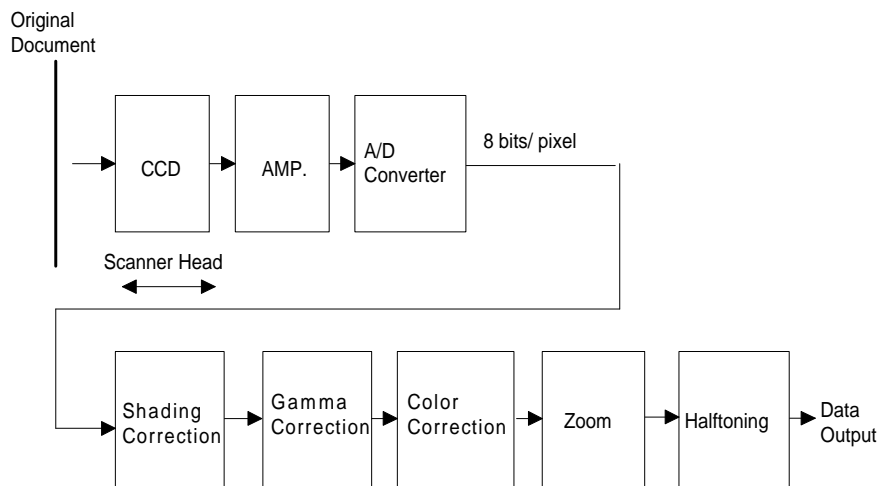 Original
Document
CCD
AMP.
A/D
Converter
8 bits/ pixel
Scanner Head
Shading
Correction
Gamma
Correction
Color
Correction
Zoom
Halftoning
Data
Output